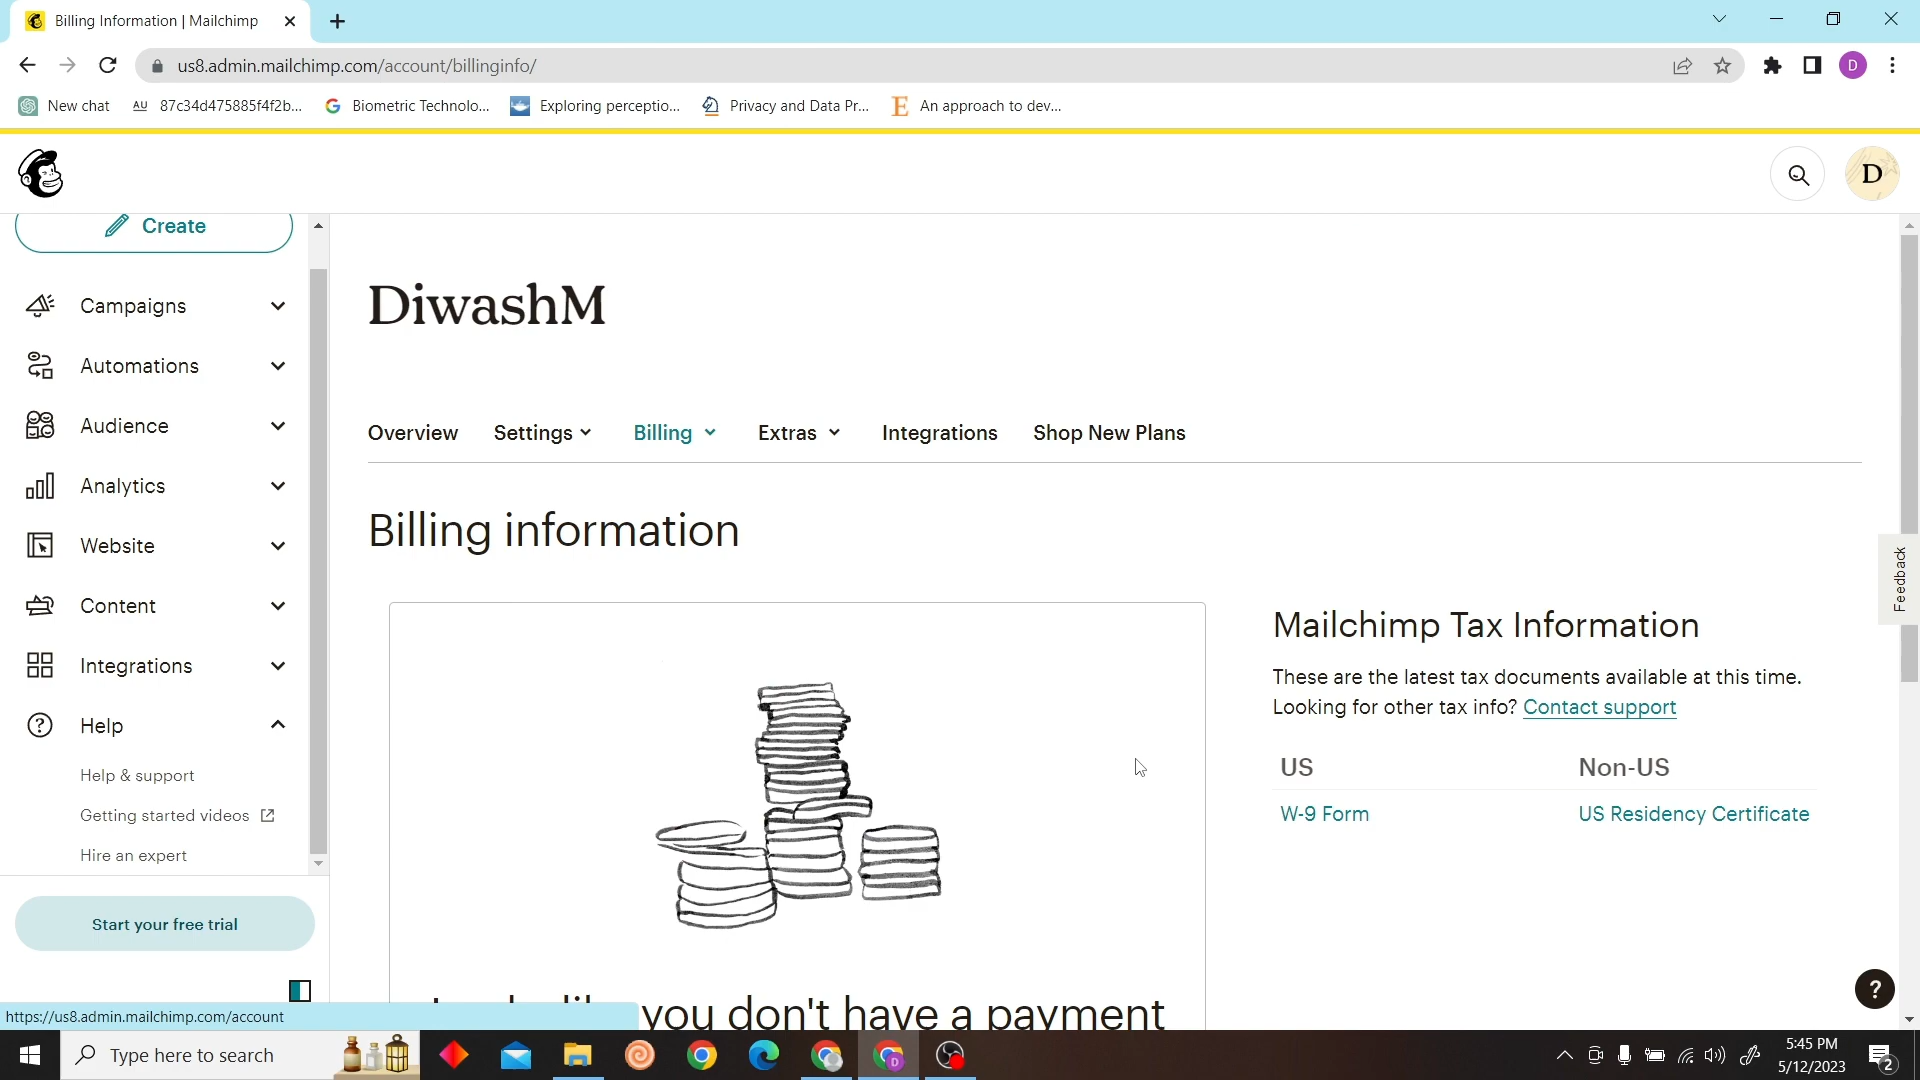 Billing Information | Mailchimp
us8.admin.mailchimp.com/account/billinginfo/
D
New chat
AU 87c34d475885f4f2b...
Biometric Technolo...
Exploring perceptio...
Privacy and Data Pr...
E An approach to dev...
D
Create
Campaigns
Automations
Audience
Analytics
Website
Content
Integrations
Help
Help & support
Getting started videos
Hire an expert
Start your free trial
DiwashM
Overview Settings Billing Extras Integrations Shop New Plans
Billing information
you don't have a payment
Mailchimp Tax Information
These are the latest tax documents available at this time.
Looking for other tax info? Contact support
US Non-US
W-9 Form US Residency Certificate
Feedback
?
https://us8.admin.mailchimp.com/account
Type here to search
D
5:45 PM
5/12/2023
2